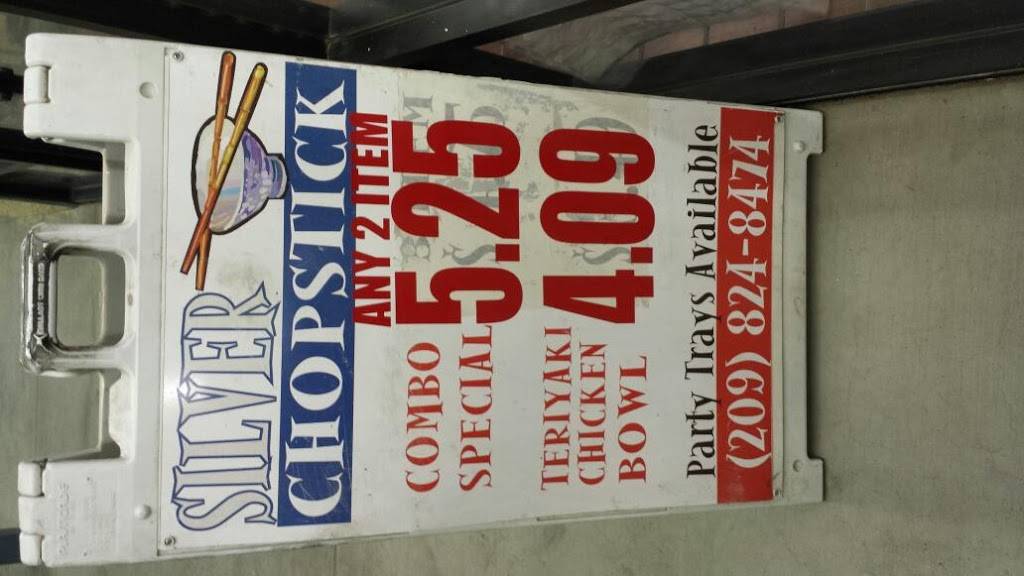 SILVER
CHOPSTICK
ANY 2 ITEM
COMBO
SPECIAL
5.25
TERIYAKI
CHICKEN
BOWL
4.09
Party Trays Available
(209) 824-8474